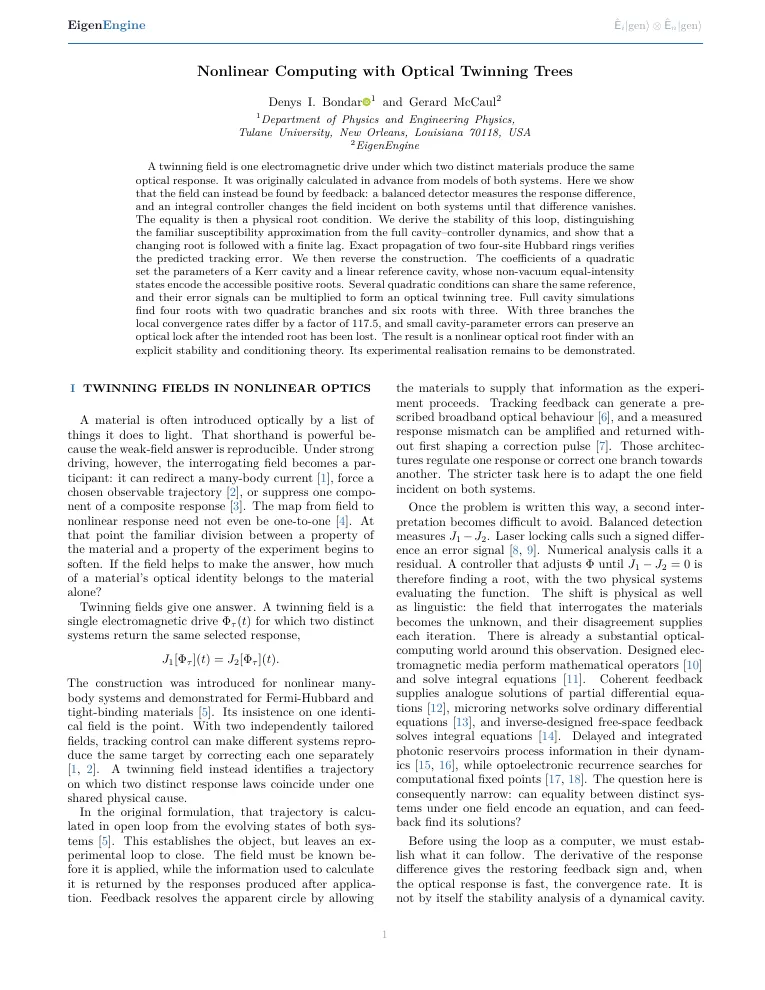 EigenEngine
Ê_i|gen⟩ ⊗ Ê_n|gen⟩
Nonlinear Computing with Optical Twinning Trees
Denys I. Bondar¹ and Gerard McCaul²
¹Department of Physics and Engineering Physics,
Tulane University, New Orleans, Louisiana 70118, USA
²EigenEngine
A twinning field is one electromagnetic drive under which two distinct materials produce the same
optical response. It was originally calculated in advance from models of both systems. Here we show
that the field can instead be found by feedback: a balanced detector measures the response difference,
and an integral controller changes the field incident on both systems until that difference vanishes.
The equality is then a physical root condition. We derive the stability of this loop, distinguishing
the familiar susceptibility approximation from the full cavity–controller dynamics, and show that a
changing root is followed with a finite lag. Exact propagation of two four-site Hubbard rings verifies
the predicted tracking error. We then reverse the construction. The coefficients of a quadratic
set the parameters of a Kerr cavity and a linear reference cavity, whose non-vacuum equal-intensity
states encode the accessible positive roots. Several quadratic conditions can share the same reference,
and their error signals can be multiplied to form an optical twinning tree. Full cavity simulations
find four roots with two quadratic branches and six roots with three. With three branches the
local convergence rates differ by a factor of 117.5, and small cavity-parameter errors can preserve an
optical lock after the intended root has been lost. The result is a nonlinear optical root finder with an
explicit stability and conditioning theory. Its experimental realisation remains to be demonstrated.
I TWINNING FIELDS IN NONLINEAR OPTICS
A material is often introduced optically by a list of
things it does to light. That shorthand is powerful be-
cause the weak-field answer is reproducible. Under strong
driving, however, the interrogating field becomes a par-
ticipant: it can redirect a many-body current [1], force a
chosen observable trajectory [2], or suppress one compo-
nent of a composite response [3]. The map from field to
nonlinear response need not even be one-to-one [4]. At
that point the familiar division between a property of
the material and a property of the experiment begins to
soften. If the field helps to make the answer, how much
of a material's optical identity belongs to the material
alone?
Twinning fields give one answer. A twinning field is a
single electromagnetic drive Φτ(t) for which two distinct
systems return the same selected response,
J₁[Φτ](t) = J₂[Φτ](t).
The construction was introduced for nonlinear many-
body systems and demonstrated for Fermi-Hubbard and
tight-binding materials [5]. Its insistence on one identi-
cal field is the point. With two independently tailored
fields, tracking control can make different systems repro-
duce the same target by correcting each one separately
[1, 2]. A twinning field instead identifies a trajectory
on which two distinct response laws coincide under one
shared physical cause.
In the original formulation, that trajectory is calcu-
lated in open loop from the evolving states of both sys-
tems [5]. This establishes the object, but leaves an ex-
perimental loop to close. The field must be known be-
fore it is applied, while the information used to calculate
it is returned by the responses produced after applica-
tion. Feedback resolves the apparent circle by allowing
the materials to supply that information as the experi-
ment proceeds. Tracking feedback can generate a pre-
scribed broadband optical behaviour [6], and a measured
response mismatch can be amplified and returned with-
out first shaping a correction pulse [7]. Those architec-
tures regulate one response or correct one branch towards
another. The stricter task here is to adapt the one field
incident on both systems.
Once the problem is written this way, a second inter-
pretation becomes difficult to avoid. Balanced detection
measures J₁ − J₂. Laser locking calls such a signed differ-
ence an error signal [8, 9]. Numerical analysis calls it a
residual. A controller that adjusts Φ until J₁ − J₂ = 0 is
therefore finding a root, with the two physical systems
evaluating the function. The shift is physical as well
as linguistic: the field that interrogates the materials
becomes the unknown, and their disagreement supplies
each iteration. There is already a substantial optical-
computing world around this observation. Designed elec-
tromagnetic media perform mathematical operators [10]
and solve integral equations [11]. Coherent feedback
supplies analogue solutions of partial differential equa-
tions [12], microring networks solve ordinary differential
equations [13], and inverse-designed free-space feedback
solves integral equations [14]. Delayed and integrated
photonic reservoirs process information in their dynam-
ics [15, 16], while optoelectronic recurrence searches for
computational fixed points [17, 18]. The question here is
consequently narrow: can equality between distinct sys-
tems under one field encode an equation, and can feed-
back find its solutions?
Before using the loop as a computer, we must estab-
lish what it can follow. The derivative of the response
difference gives the restoring feedback sign and, when
the optical response is fast, the convergence rate. It is
not by itself the stability analysis of a dynamical cavity.
1